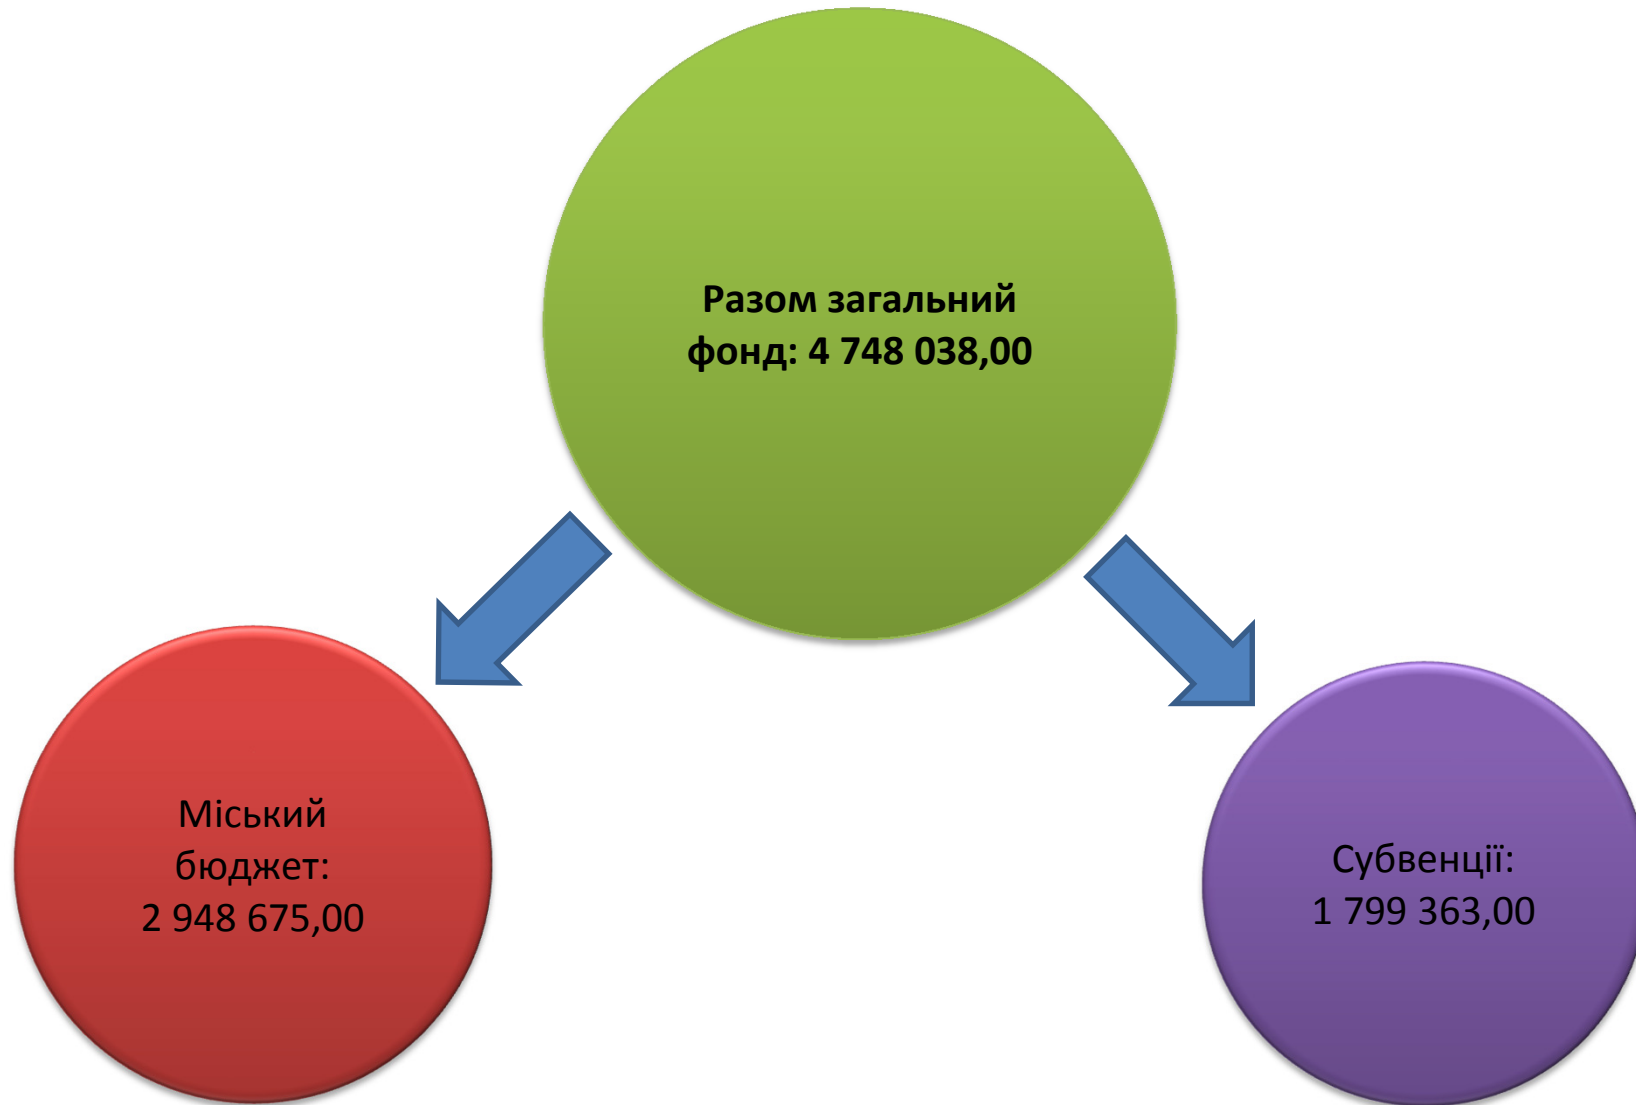 Разом загальний
фонд: 4 748 038,00
Міський
бюджет:
2 948 675,00
Субвенції:
1 799 363,00